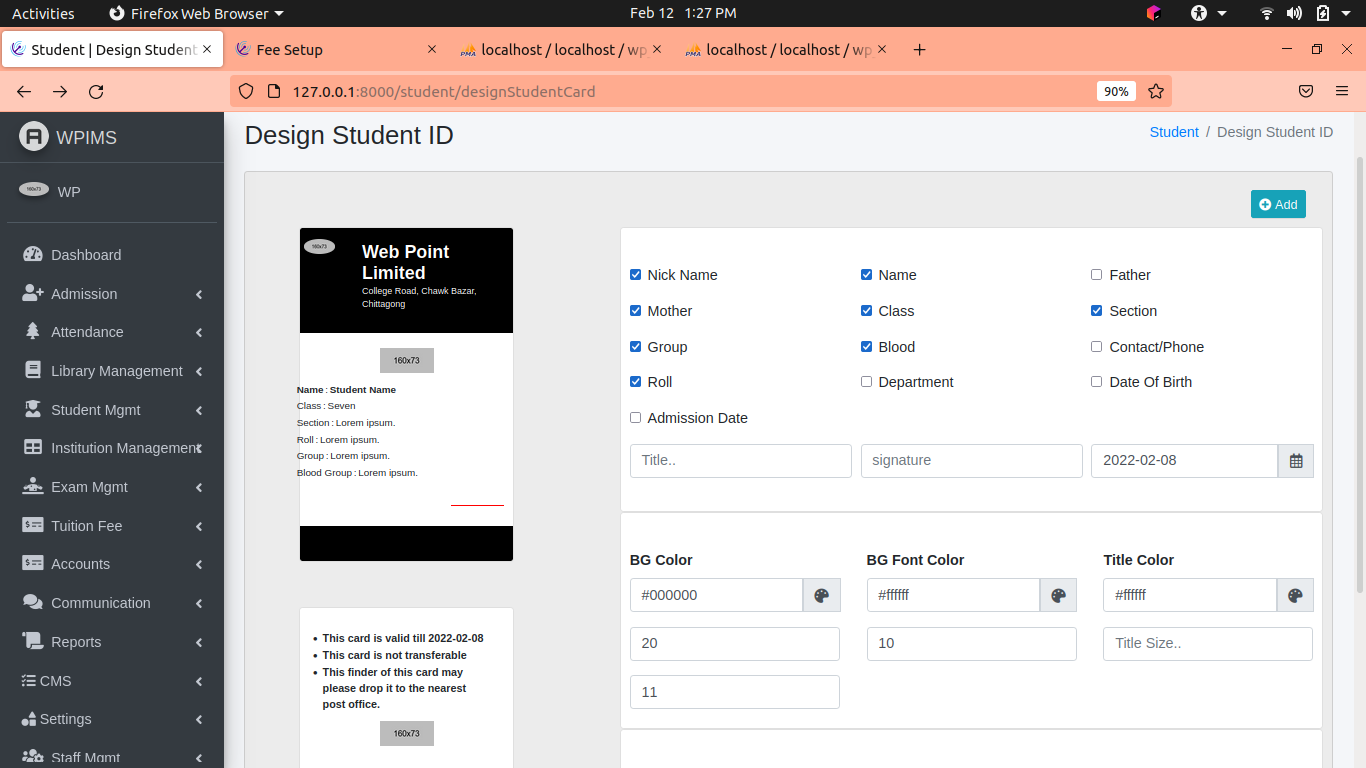 Activities
Firefox Web Browser
Feb 12 1:27 PM
Student | Design Student
Fee Setup
localhost / localhost / wp
localhost / localhost / wp
127.0.0.1:8000/student/designStudentCard
90%
WPIMS
160x73
WP
Dashboard
Admission
Attendance
Library Management
Student Mgmt
Institution Management
Exam Mgmt
Tuition Fee
Accounts
Communication
Reports
CMS
Settings
Staff Mgmt
Design Student ID
Student / Design Student ID
Add
160x73
Web Point
Limited
College Road, Chawk Bazar,
Chittagong
160x73
Name : Student Name
Class : Seven
Section : Lorem ipsum.
Roll : Lorem ipsum.
Group : Lorem ipsum.
Blood Group : Lorem ipsum.
This card is valid till 2022-02-08
This card is not transferable
This finder of this card may
please drop it to the nearest
post office.
160x73
Nick Name
Name
Father
Mother
Class
Section
Group
Blood
Contact/Phone
Roll
Department
Date Of Birth
Admission Date
Title..
signature
2022-02-08
BG Color
BG Font Color
Title Color
#000000
#ffffff
#ffffff
20
10
Title Size..
11